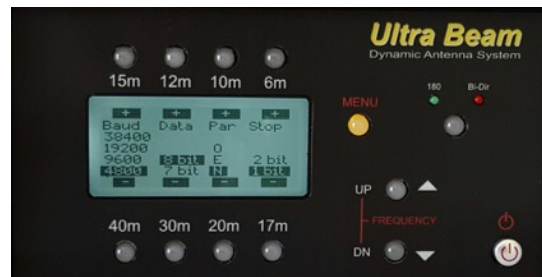 Ultra Beam
Dynamic Antenna System
15m 12m 10m 6m
180 Bi-Dir
MENU
+ + + +
Baud Data Par Stop
38400
19200 O
9600 8 bit E 2 bit
4800 7 bit N 1 bit
- - - -
UP
FREQUENCY
DN
40m 30m 20m 17m